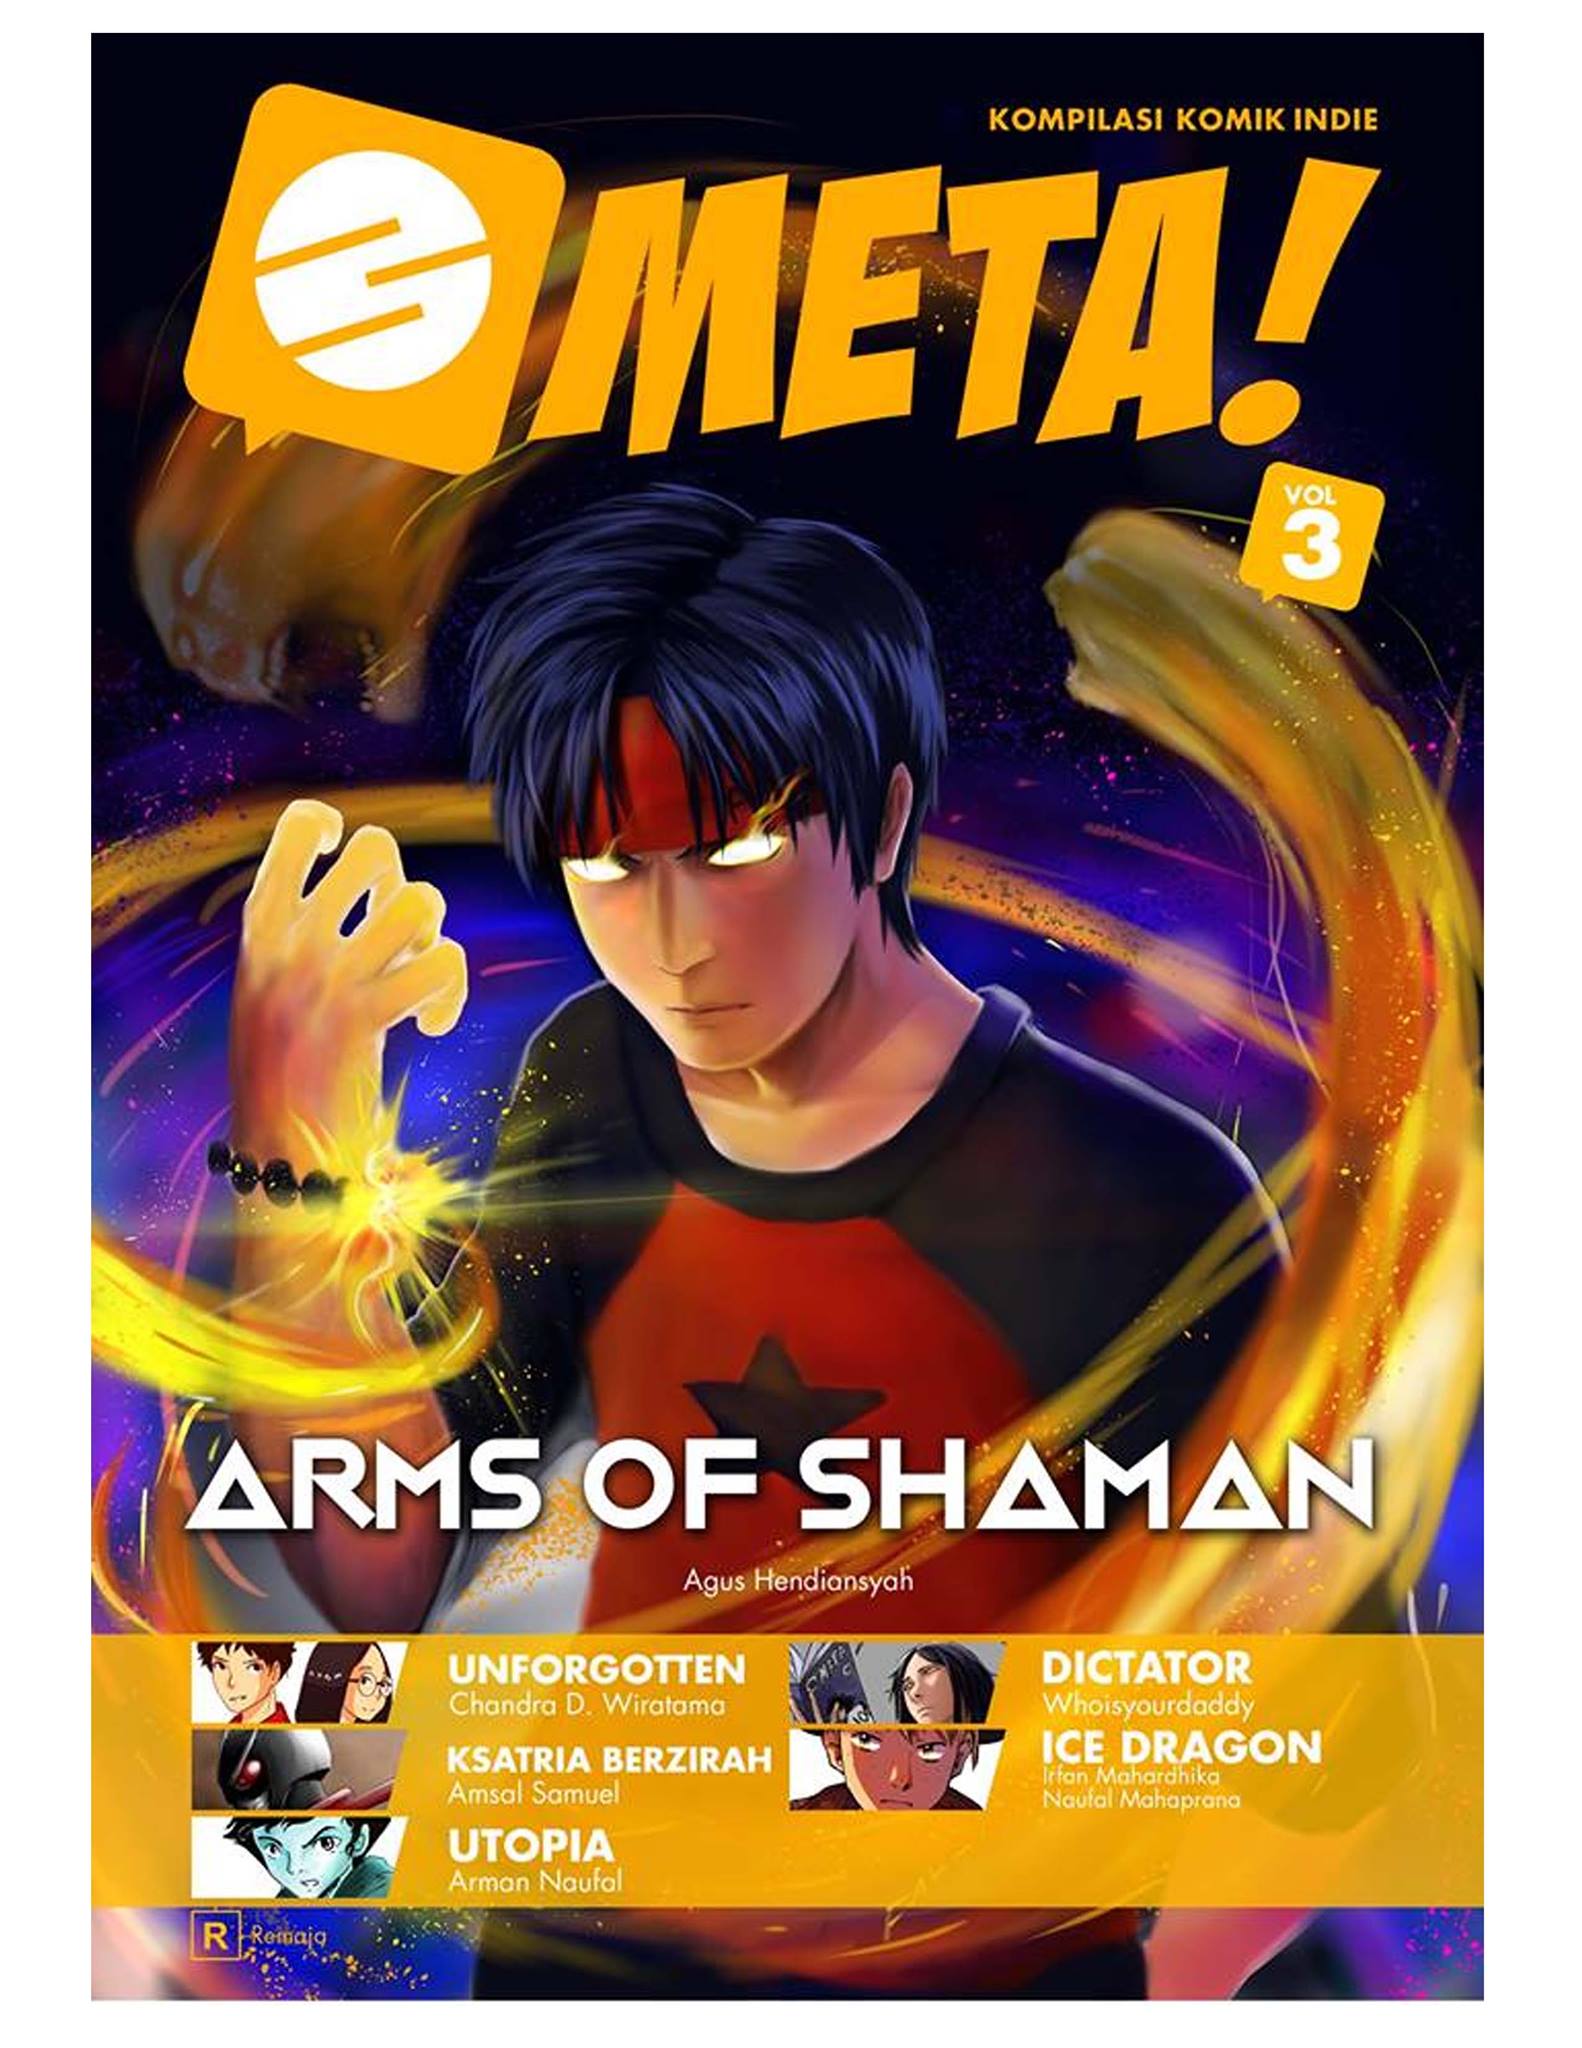 KOMPILASI KOMIK INDIE
META!
VOL
3
ARMS OF SHAMAN
Agus Hendiansyah
UNFORGOTTEN
Chandra D. Wiratama
KSATRIA BERZIRAH
Amsal Samuel
UTOPIA
Arman Naufal
DICTATOR
Whoisyourdaddy
ICE DRAGON
Irfan Mahardhika
Naufal Mahaprana
R Remaja